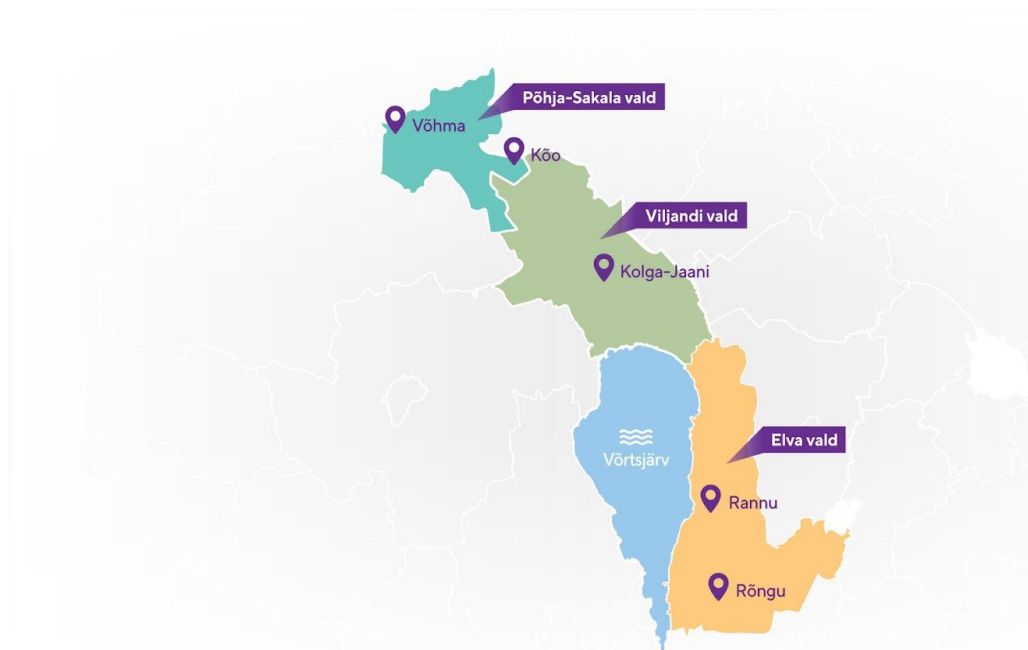 Põhja-Sakala vald
Võhma
Kõo
Viljandi vald
Kolga-Jaani
Elva vald
Võrtsjärv
Rannu
Rõngu